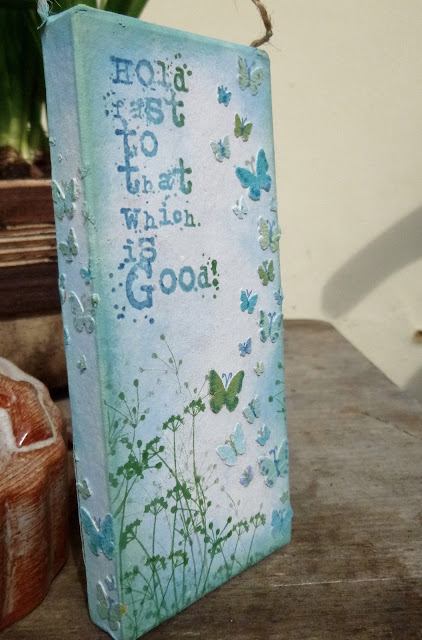 Hold
fast
to
that
which
is
Good!